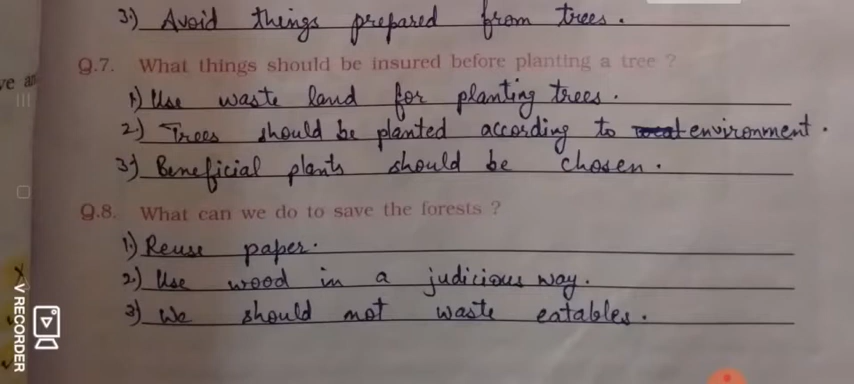 3.) Avoid things prepared from trees.
Q.7. What things should be insured before planting a tree ?
1) Use waste land for planting trees.
2.) Trees should be planted according to environment.
3) Beneficial plants should be chosen.
Q.8. What can we do to save the forests ?
1.) Reuse paper.
2.) Use wood in a judicious way.
3) We should not waste eatables.
V RECORDER